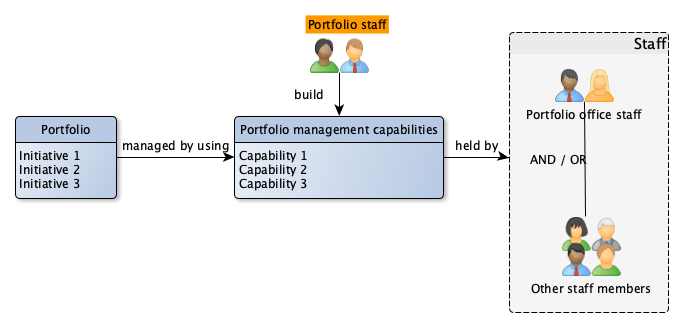 Portfolio staff
Staff
build
Portfolio office staff
Portfolio
Initiative 1
Initiative 2
Initiative 3
managed by using
Portfolio management capabilities
Capability 1
Capability 2
Capability 3
held by
AND / OR
Other staff members